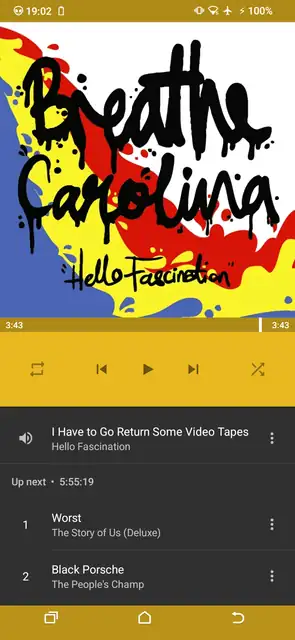 19:02
100%
Breathe
Carolina
"Hello Fascination"
3:43
3:43
I Have to Go Return Some Video Tapes
Hello Fascination
Up next • 5:55:19
1
Worst
The Story of Us (Deluxe)
2
Black Porsche
The People's Champ